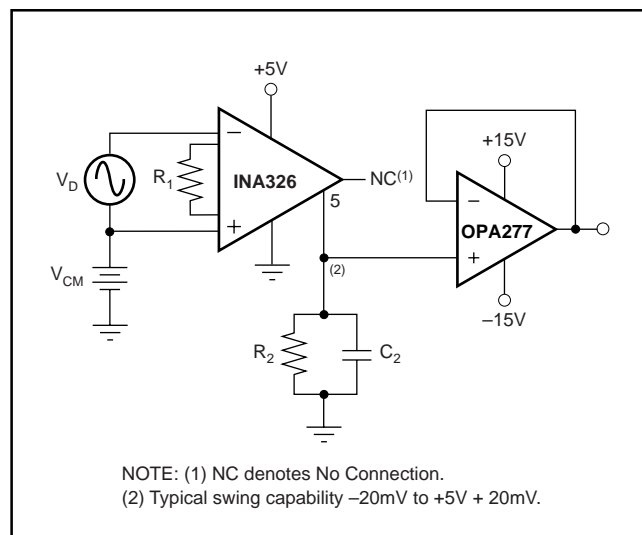 +5V
V_D
R_1
−
+
INA326
NC(1)
5
(2)
+15V
−
OPA277
+
−15V
V_CM
R_2
C_2
NOTE: (1) NC denotes No Connection.
(2) Typical swing capability –20mV to +5V + 20mV.